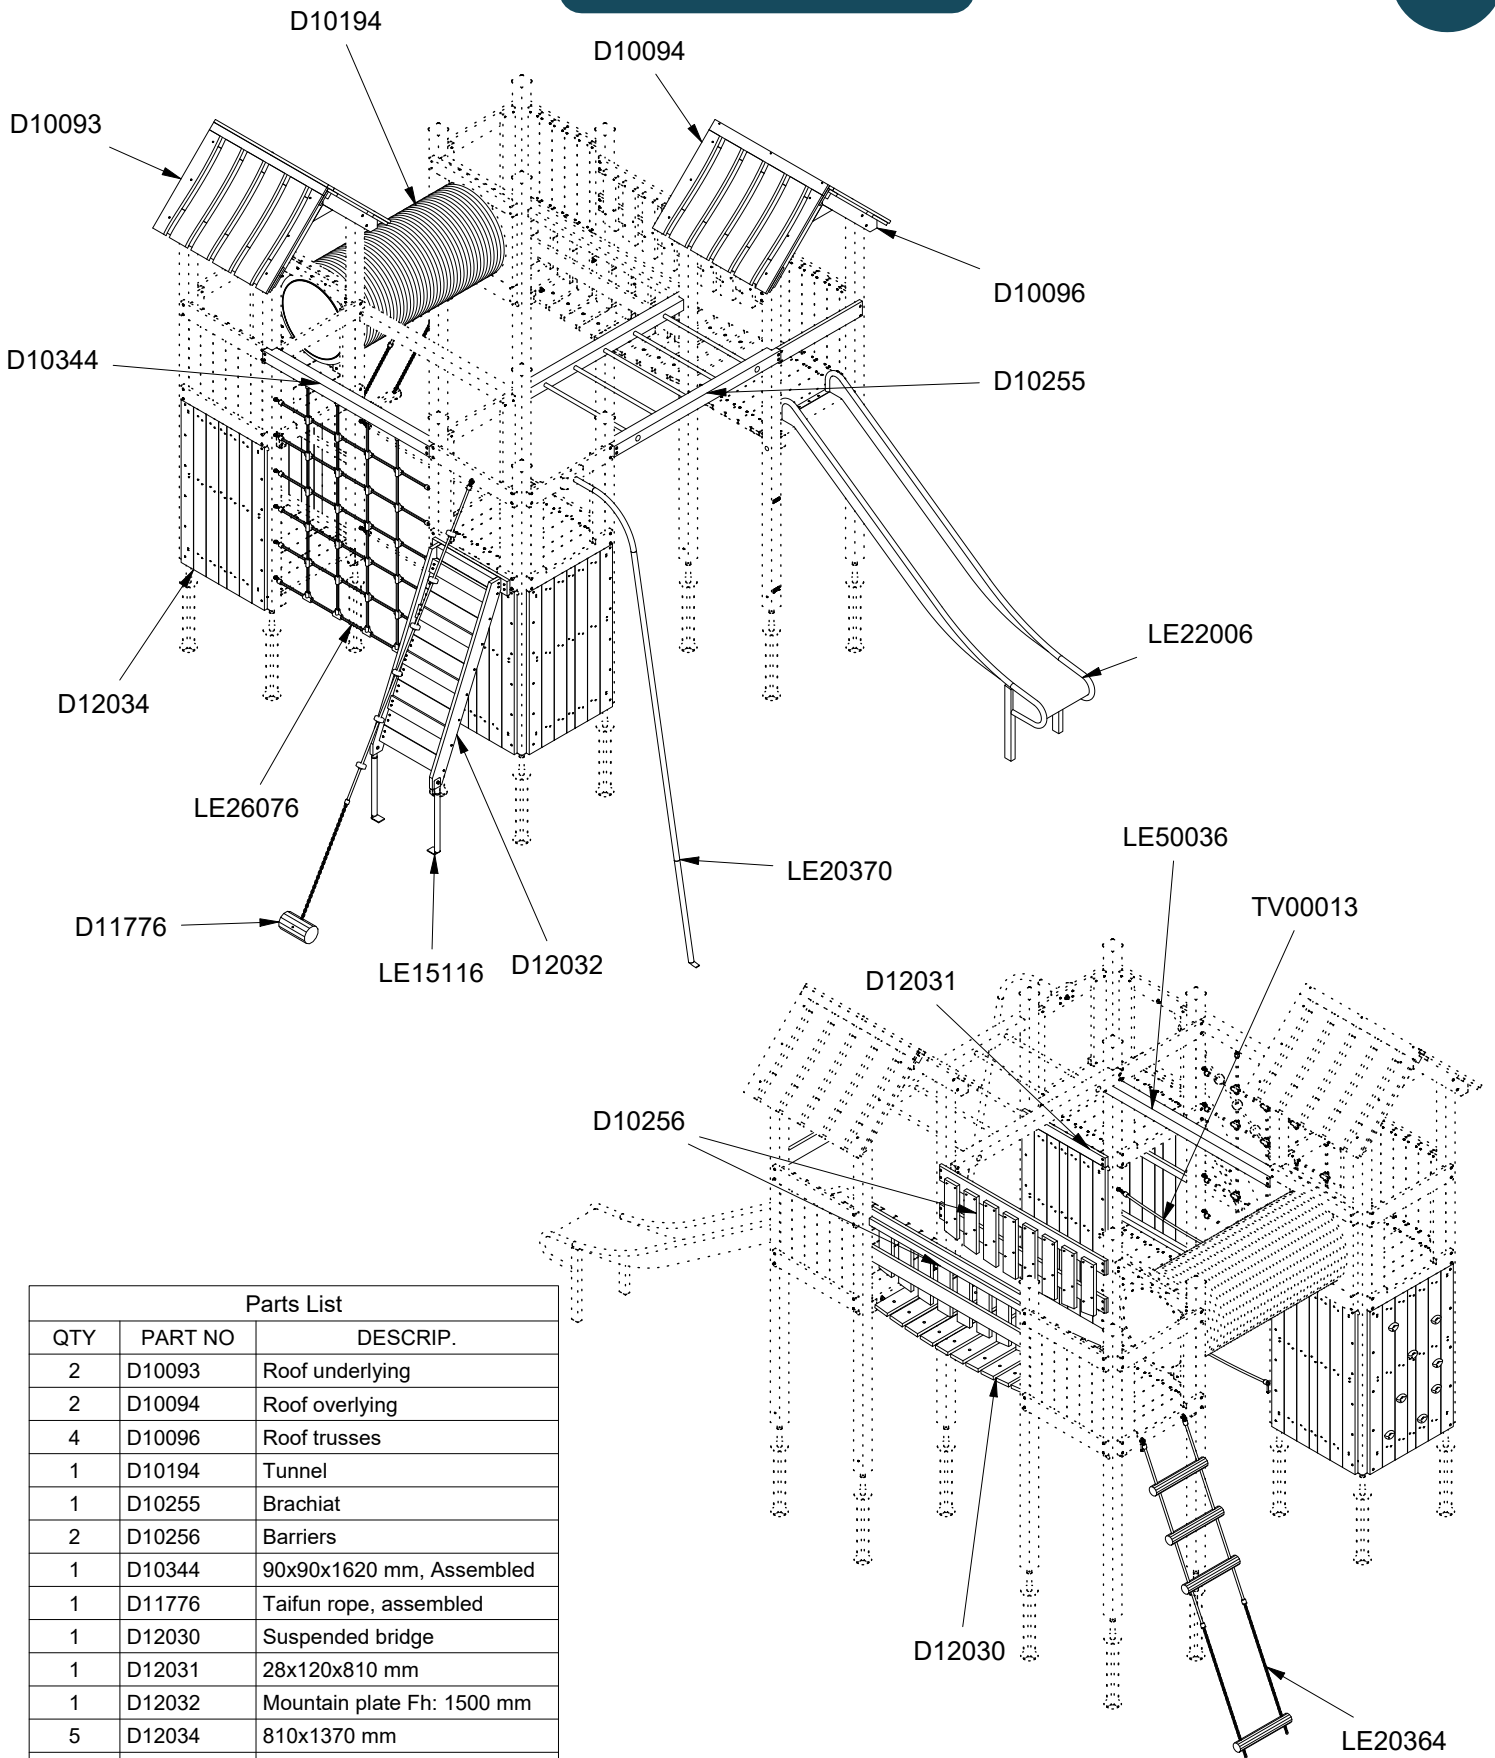 D10194
D10094
D10093
D10096
D10344
D10255
LE22006
D12034
LE26076
LE50036
LE20370
TV00013
D11776
LE15116
D12032
D12031
D10256
Parts List
QTY PART NO DESCRIP.
2 D10093 Roof underlying
2 D10094 Roof overlying
4 D10096 Roof trusses
1 D10194 Tunnel
1 D10255 Brachiat
2 D10256 Barriers
1 D10344 90x90x1620 mm, Assembled
1 D11776 Taifun rope, assembled
1 D12030 Suspended bridge
1 D12031 28x120x810 mm
1 D12032 Mountain plate Fh: 1500 mm
5 D12034 810x1370 mm
D12030
LE20364